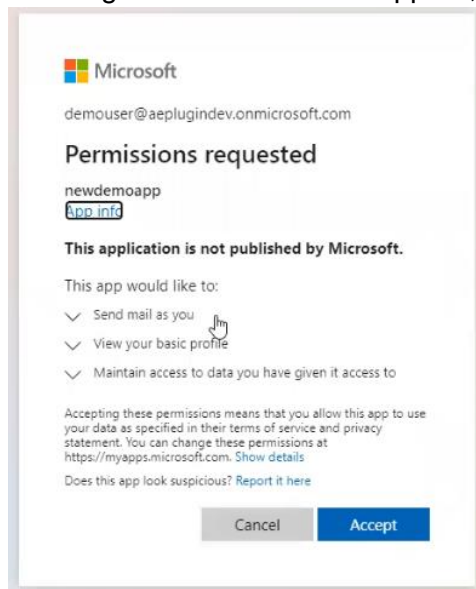 Microsoft
demouser@aeplugindev.onmicrosoft.com
Permissions requested
newdemoapp
App info
This application is not published by Microsoft.
This app would like to:
Send mail as you
View your basic profile
Maintain access to data you have given it access to
Accepting these permissions means that you allow this app to use
your data as specified in their terms of service and privacy
statement. You can change these permissions at
https://myapps.microsoft.com. Show details
Does this app look suspicious? Report it here
Cancel Accept